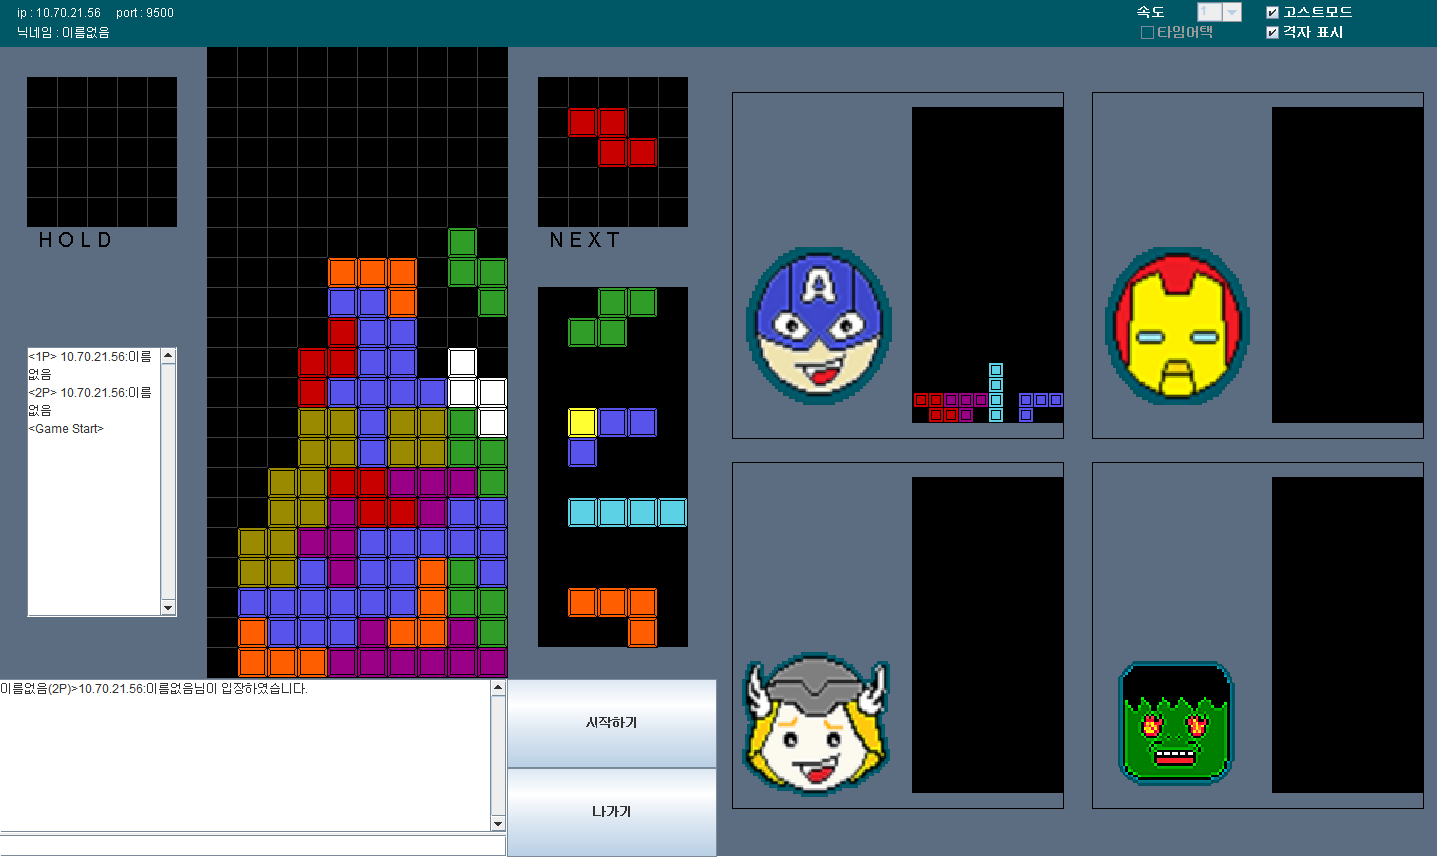 ip : 10.70.21.56 port : 9500
닉네임 : 이름없음
속도 1
고스트모드
타임어택
격자 표시
HOLD
NEXT
<1P> 10.70.21.56:이름
없음
<2P> 10.70.21.56:이름
없음
<Game Start>
A
이름없음(2P)>10.70.21.56:이름없음님이 입장하였습니다.
시작하기
나가기